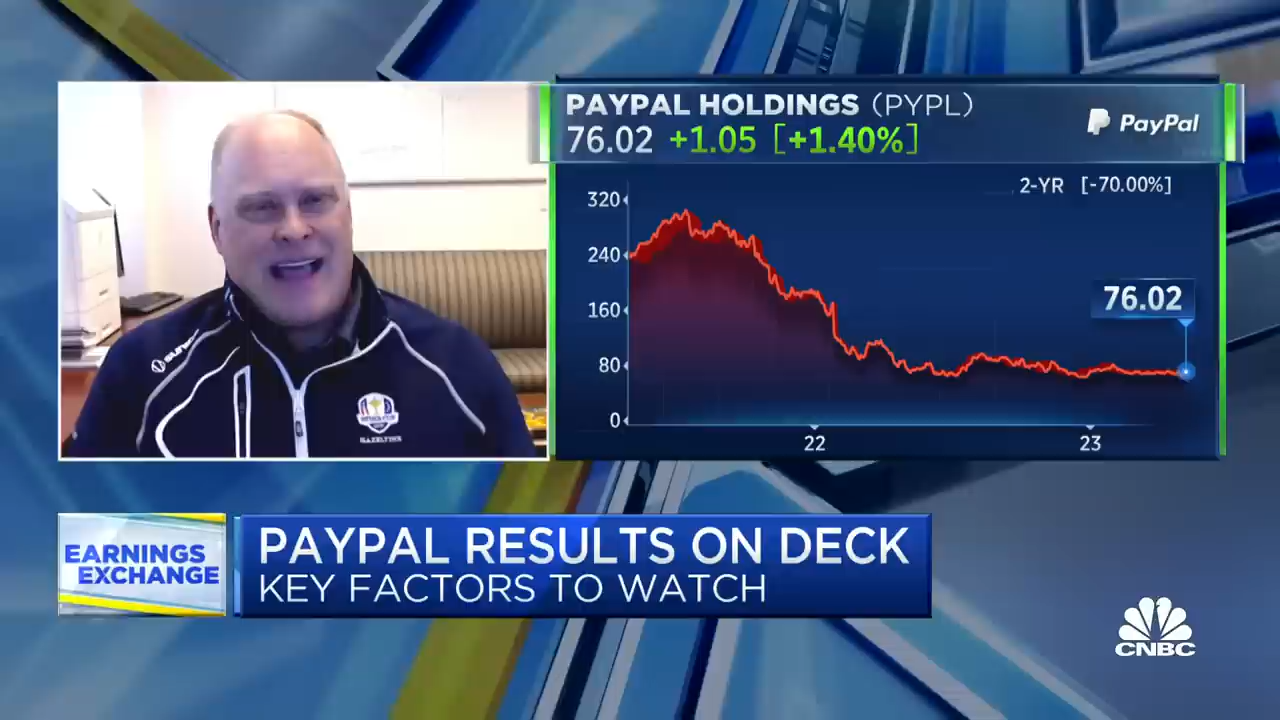 PAYPAL HOLDINGS (PYPL)
76.02 +1.05 [+1.40%]
PayPal
2-YR [-70.00%]
320
240
160
80
0
76.02
22
23
HAZELTINE
EARNINGS
EXCHANGE
PAYPAL RESULTS ON DECK
KEY FACTORS TO WATCH
CNBC